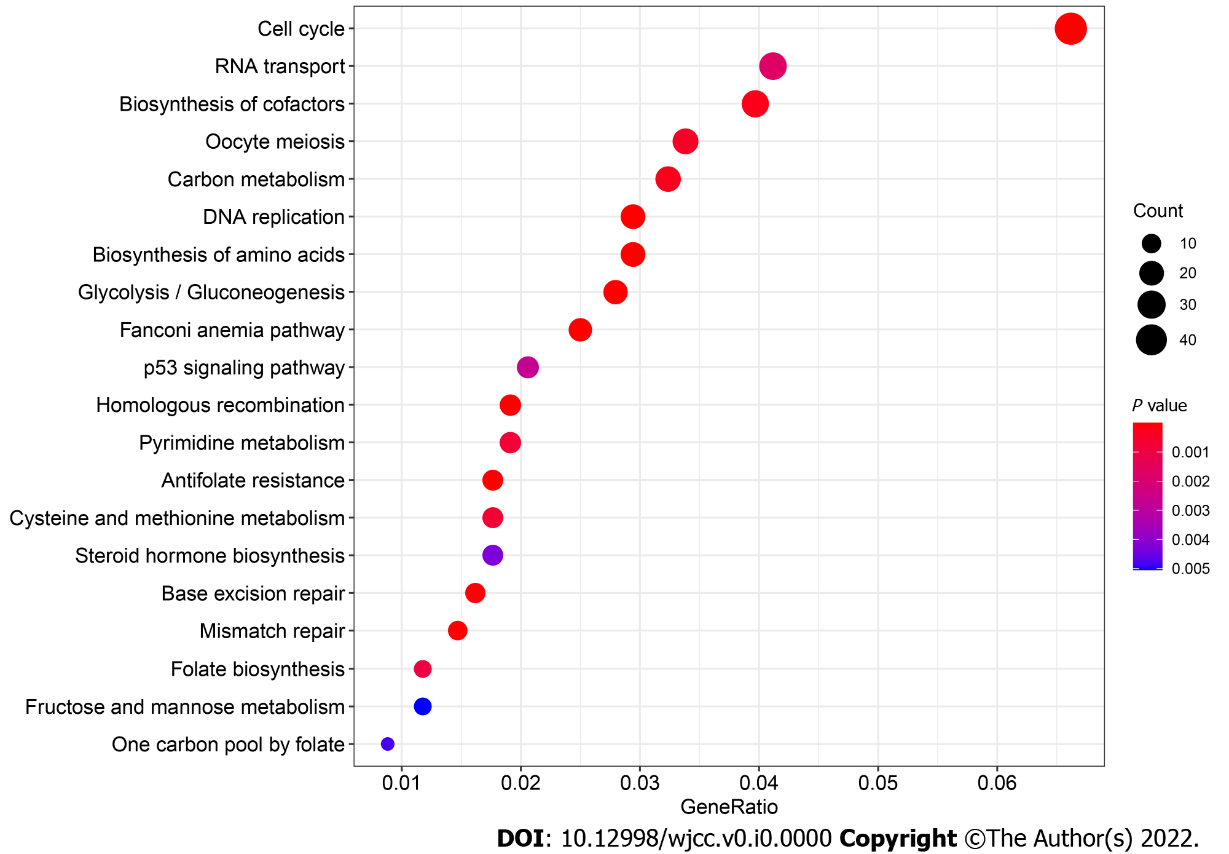 Cell cycle
RNA transport
Biosynthesis of cofactors
Oocyte meiosis
Carbon metabolism
DNA replication
Biosynthesis of amino acids
Glycolysis / Gluconeogenesis
Fanconi anemia pathway
p53 signaling pathway
Homologous recombination
Pyrimidine metabolism
Antifolate resistance
Cysteine and methionine metabolism
Steroid hormone biosynthesis
Base excision repair
Mismatch repair
Folate biosynthesis
Fructose and mannose metabolism
One carbon pool by folate
0.01 0.02 0.03 0.04 0.05 0.06
GeneRatio
Count
10
20
30
40
P value
0.001
0.002
0.003
0.004
0.005
DOI: 10.12998/wjcc.v0.i0.0000 Copyright ©The Author(s) 2022.